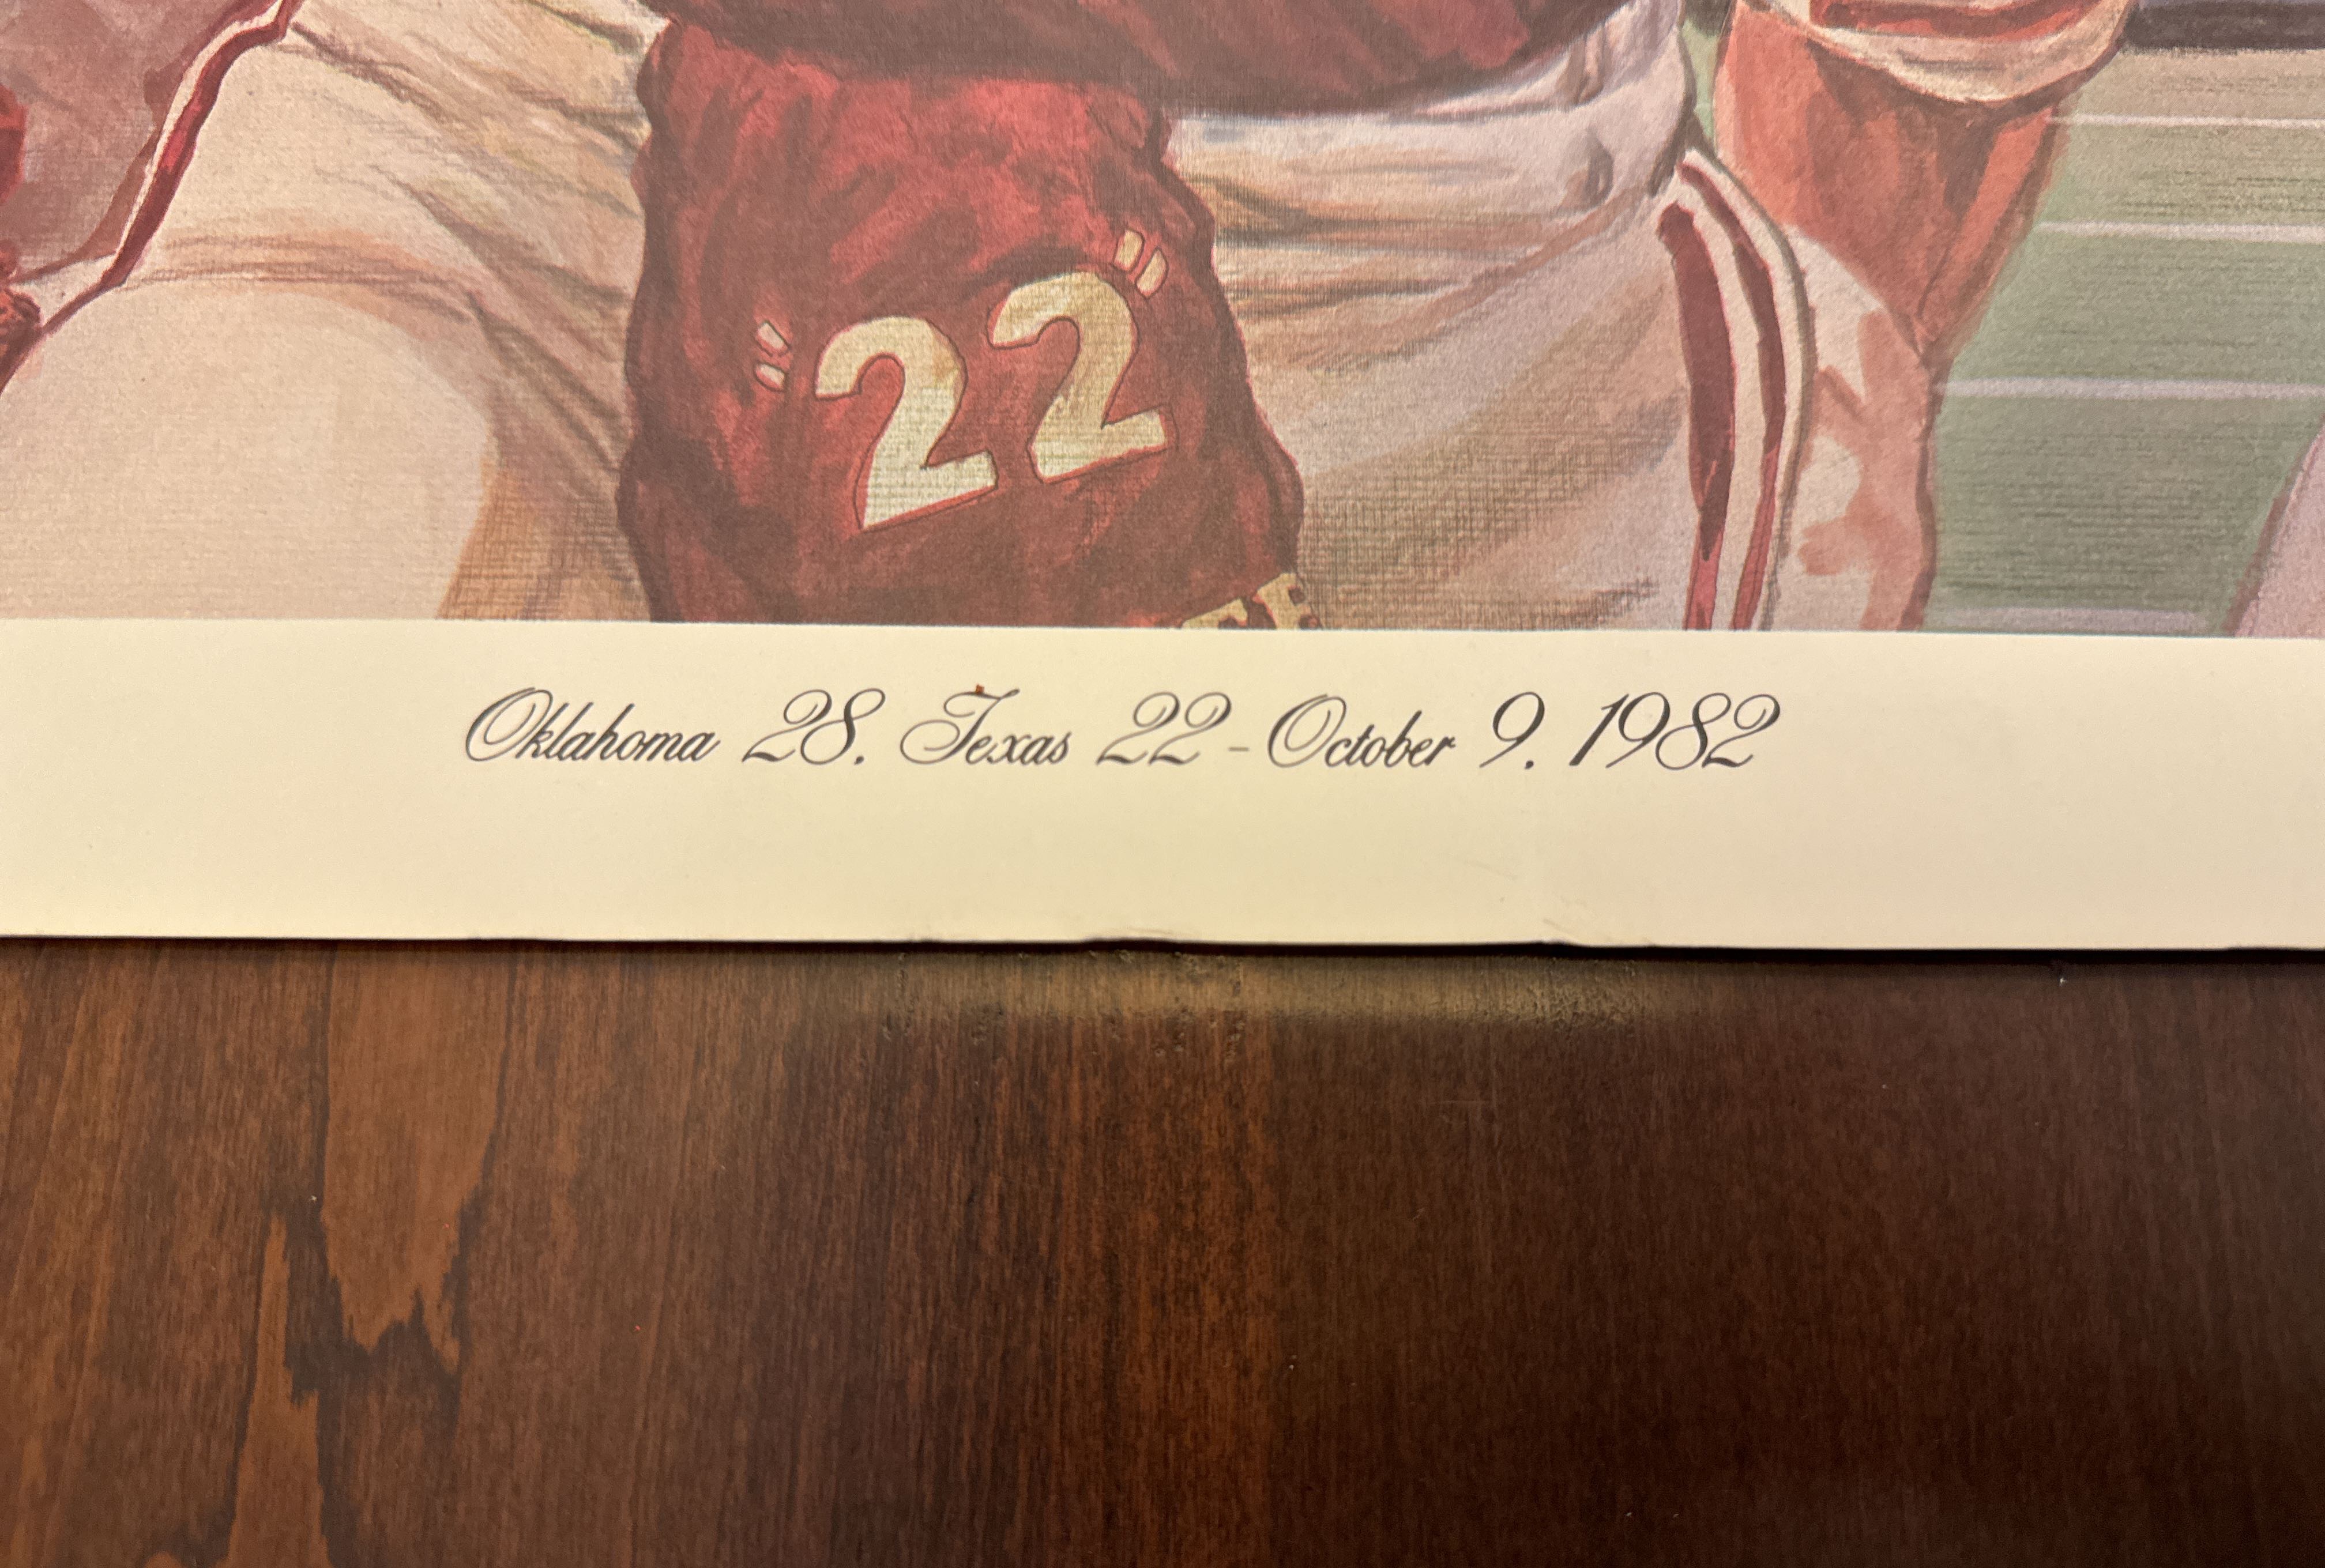 "22"
Oklahoma 28. Texas 22 - October 9. 1982